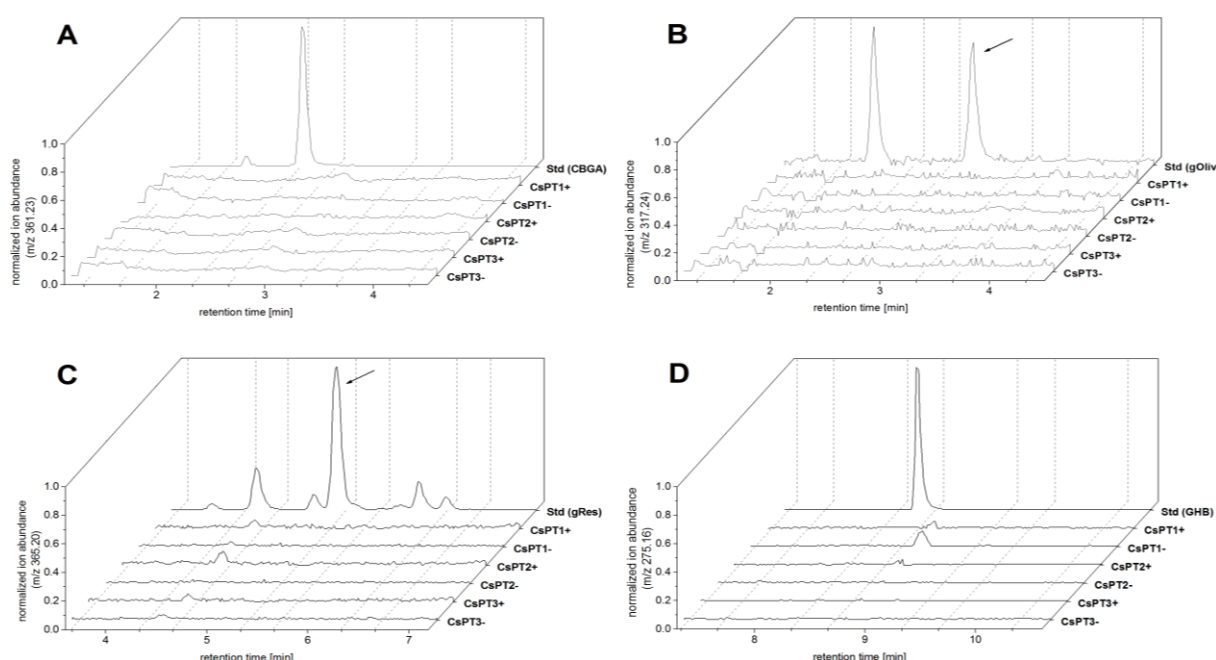 A
normalized ion abundance
(m/z 361.23)
1.0
0.8
0.6
0.4
0.2
0.0
2
3
4
retention time [min]
Std (CBGA)
CsPT1+
CsPT1-
CsPT2+
CsPT2-
CsPT3+
CsPT3-
B
normalized ion abundance
(m/z 317.24)
1.0
0.8
0.6
0.4
0.2
0.0
2
3
4
retention time [min]
Std (gOliv
CsPT1+
CsPT1-
CsPT2+
CsPT2-
CsPT3+
CsPT3-
C
normalized ion abundance
(m/z 365.20)
1.0
0.8
0.6
0.4
0.2
0.0
4
5
6
7
retention time [min]
Std (gRes)
CsPT1+
CsPT1-
CsPT2+
CsPT2-
CsPT3+
CsPT3-
D
normalized ion abundance
(m/z 275.16)
1.0
0.8
0.6
0.4
0.2
0.0
8
9
10
retention time [min]
Std (GHB)
CsPT1+
CsPT1-
CsPT2+
CsPT2-
CsPT3+
CsPT3-